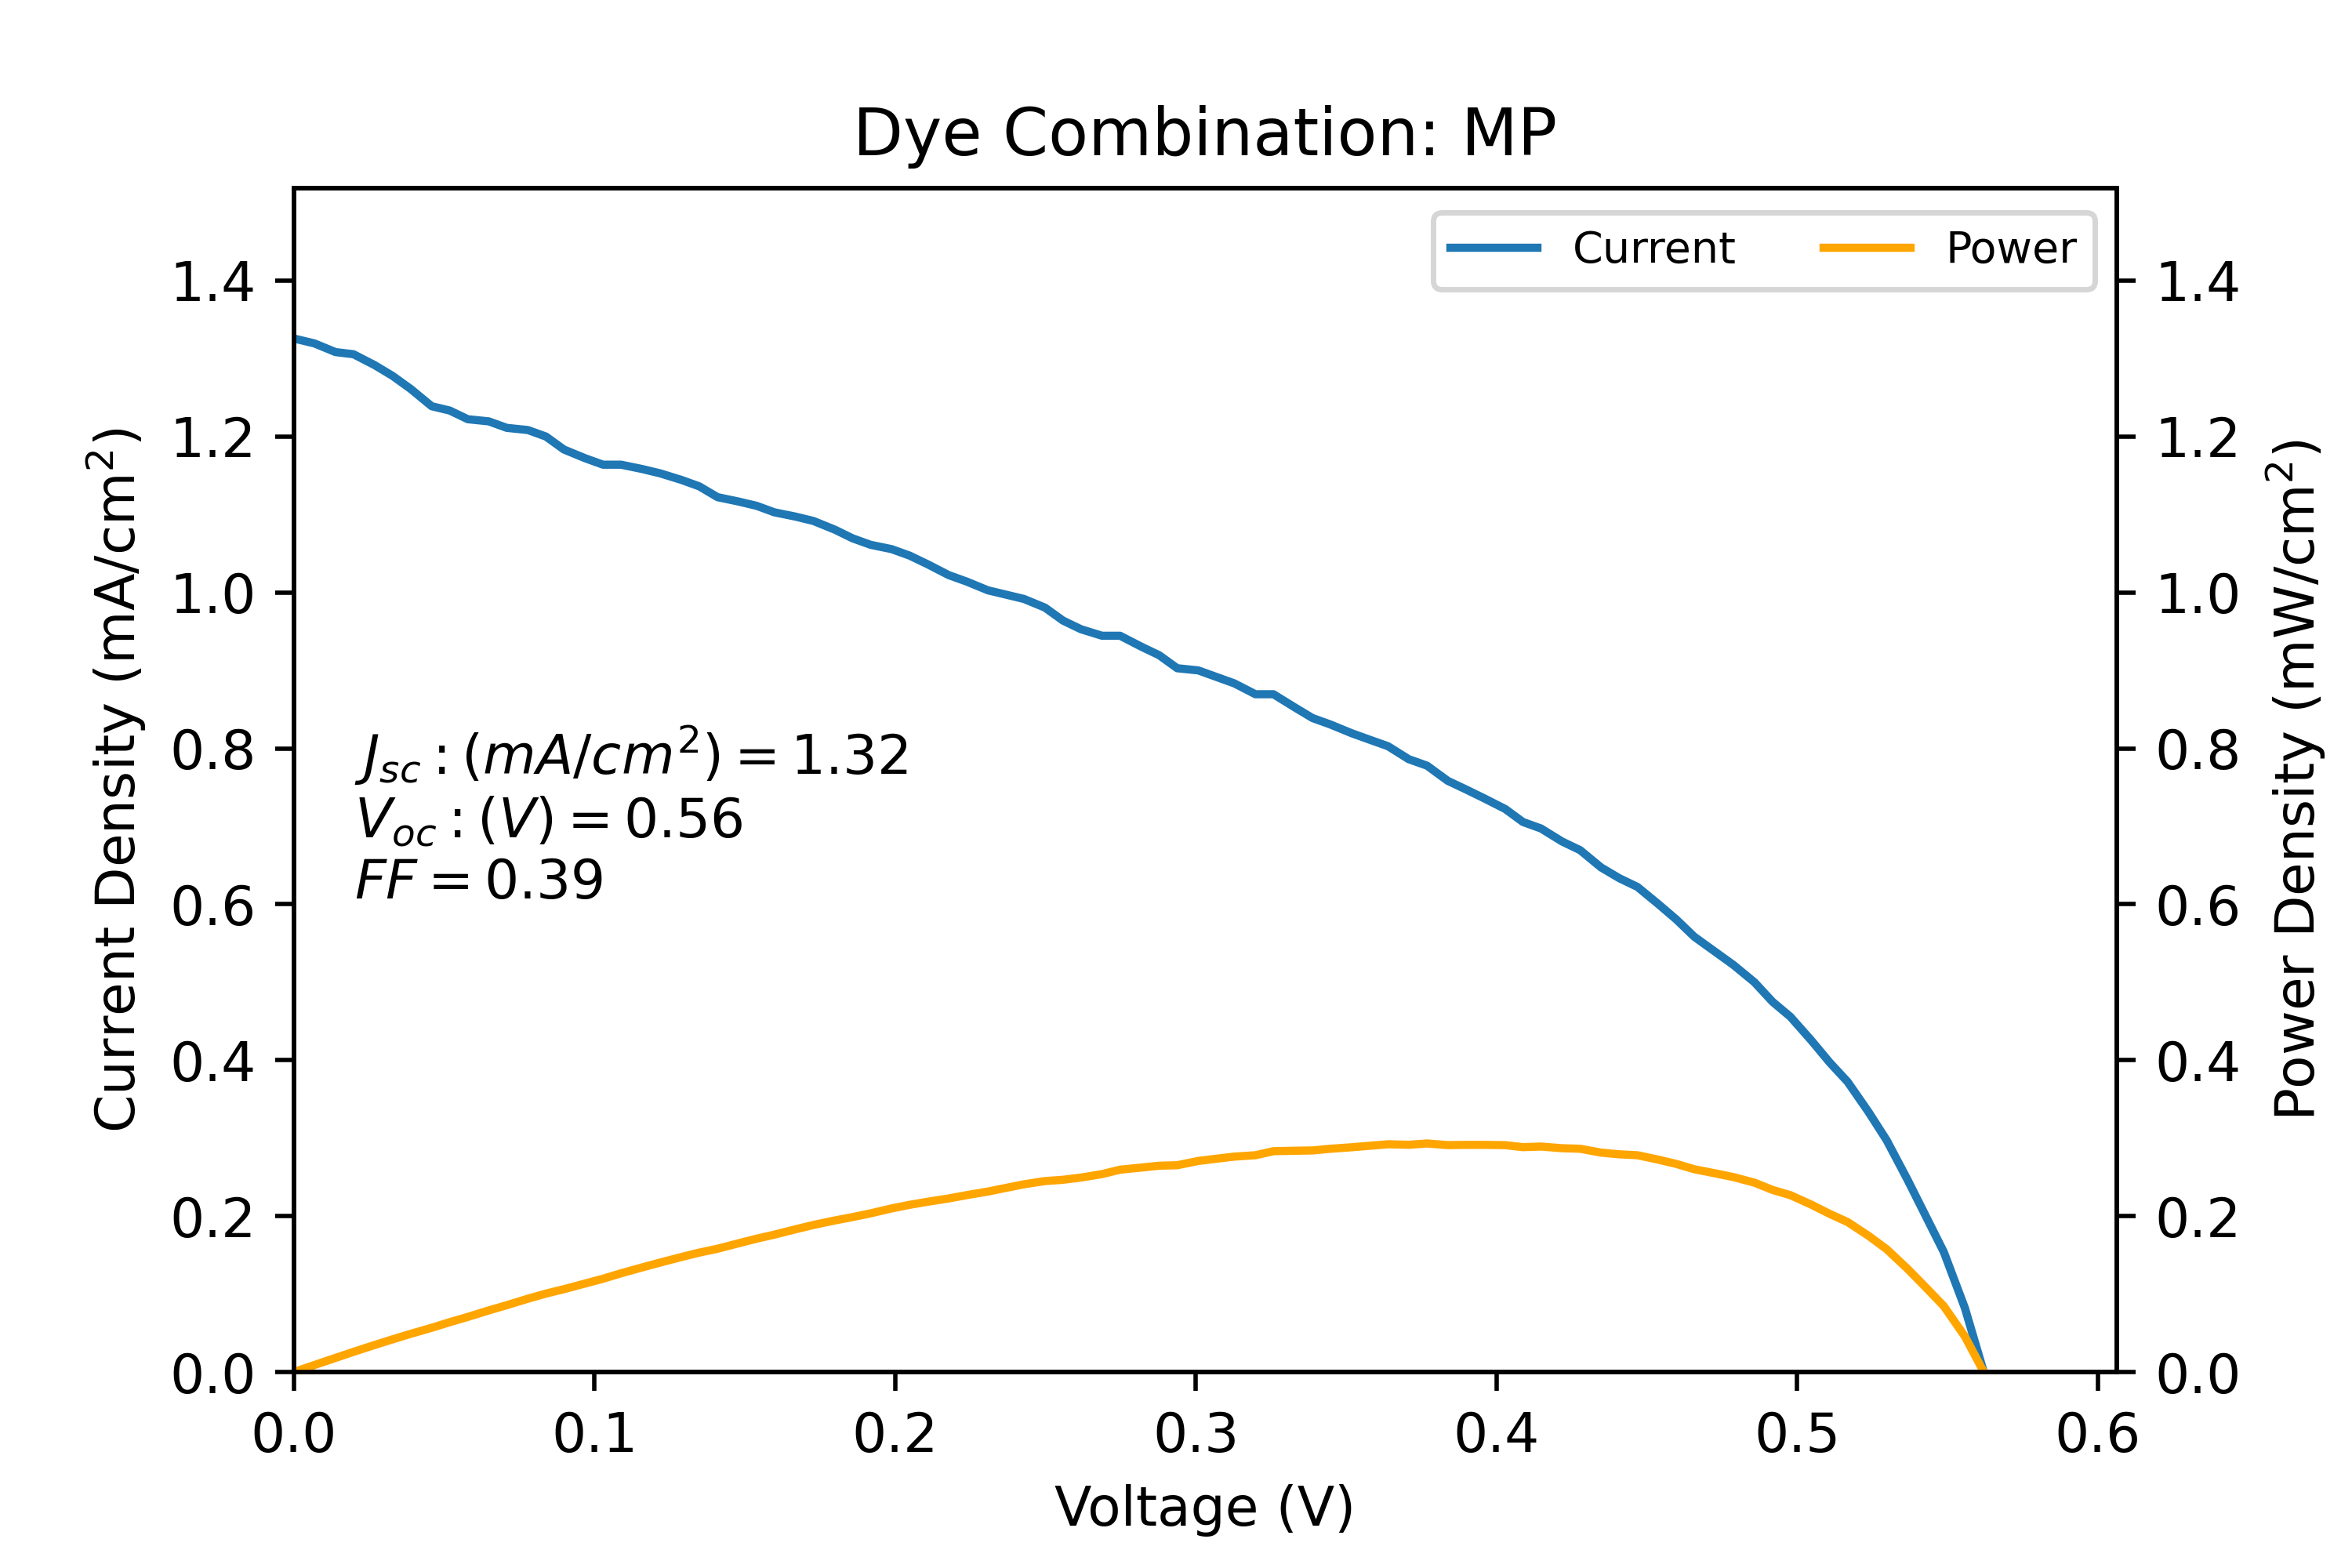 Dye Combination: MP
Current Power
1.4
1.2
1.0
0.8
0.6
0.4
0.2
0.0
Current Density (mA/cm²)
J_sc : (mA/cm²) = 1.32
V_oc : (V) = 0.56
FF = 0.39
1.4
1.2
1.0
0.8
0.6
0.4
0.2
0.0
Power Density (mW/cm²)
0.0 0.1 0.2 0.3 0.4 0.5 0.6
Voltage (V)